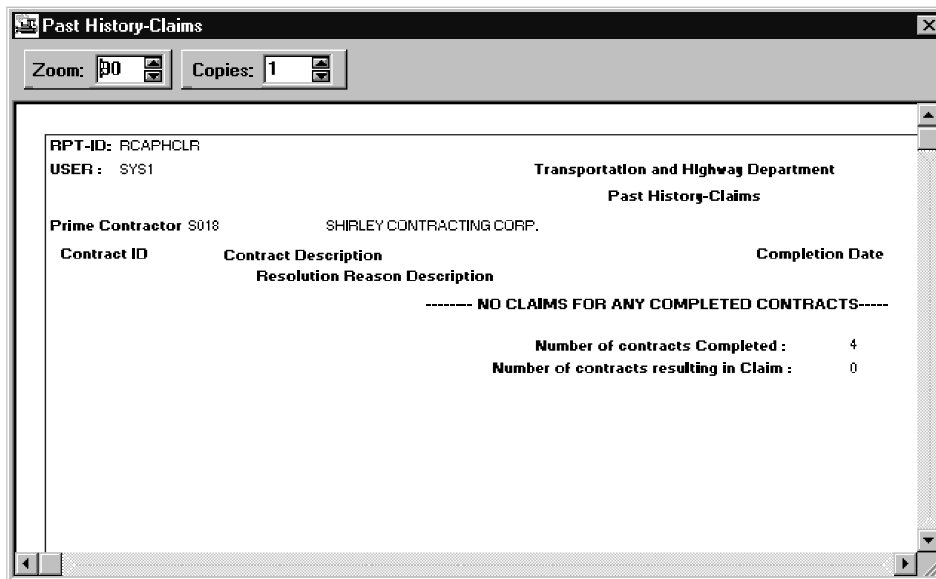 Past History-Claims
Zoom: 90 Copies: 1
RPT-ID: RCAPHCLR
USER : SYS1 Transportation and Highway Department
Past History-Claims
Prime Contractor S018 SHIRLEY CONTRACTING CORP.
Contract ID Contract Description Completion Date
Resolution Reason Description
-------- NO CLAIMS FOR ANY COMPLETED CONTRACTS-----
Number of contracts Completed : 4
Number of contracts resulting in Claim : 0